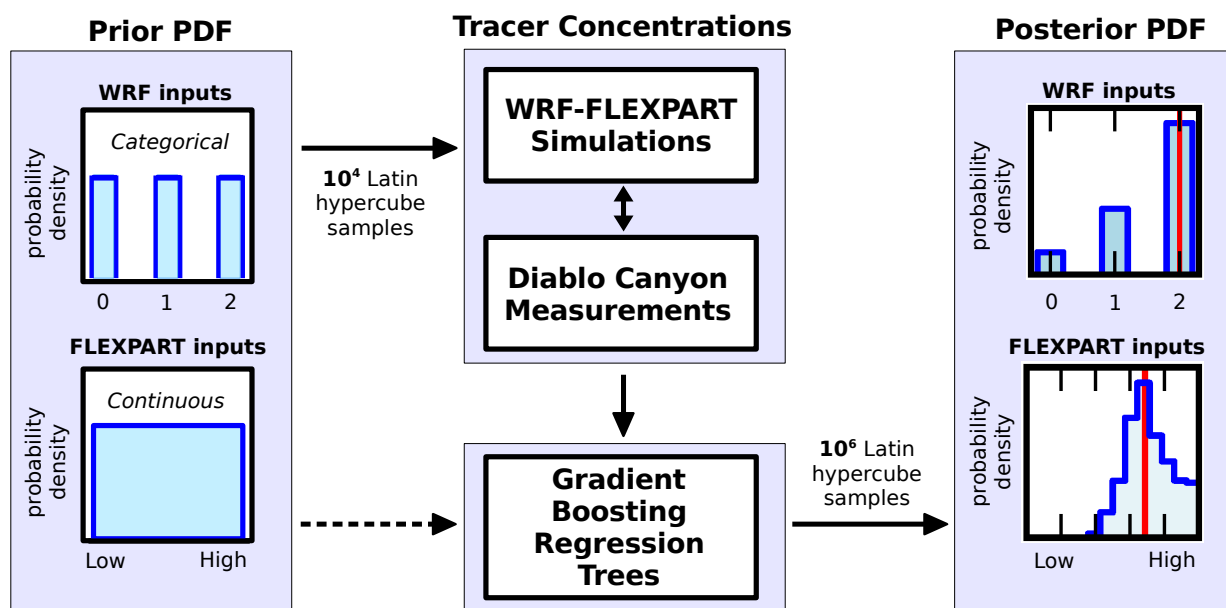 Prior PDF
WRF inputs
Categorical
probability
density
0 1 2
FLEXPART inputs
Continuous
probability
density
Low High
10⁴ Latin
hypercube
samples
Tracer Concentrations
WRF-FLEXPART
Simulations
Diablo Canyon
Measurements
Gradient
Boosting
Regression
Trees
10⁶ Latin
hypercube
samples
Posterior PDF
WRF inputs
probability
density
0 1 2
FLEXPART inputs
probability
density
Low High